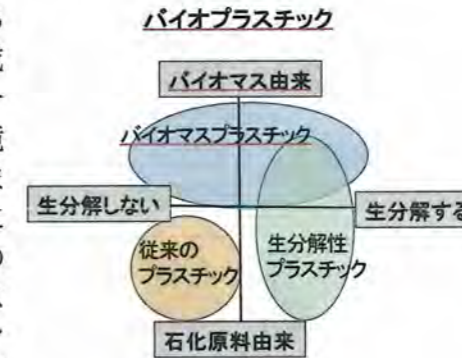 バイオプラスチック
バイオマス由来
バイオマスプラスチック
生分解しない
生分解する
従来の
プラスチック
生分解性
プラスチック
石化原料由来